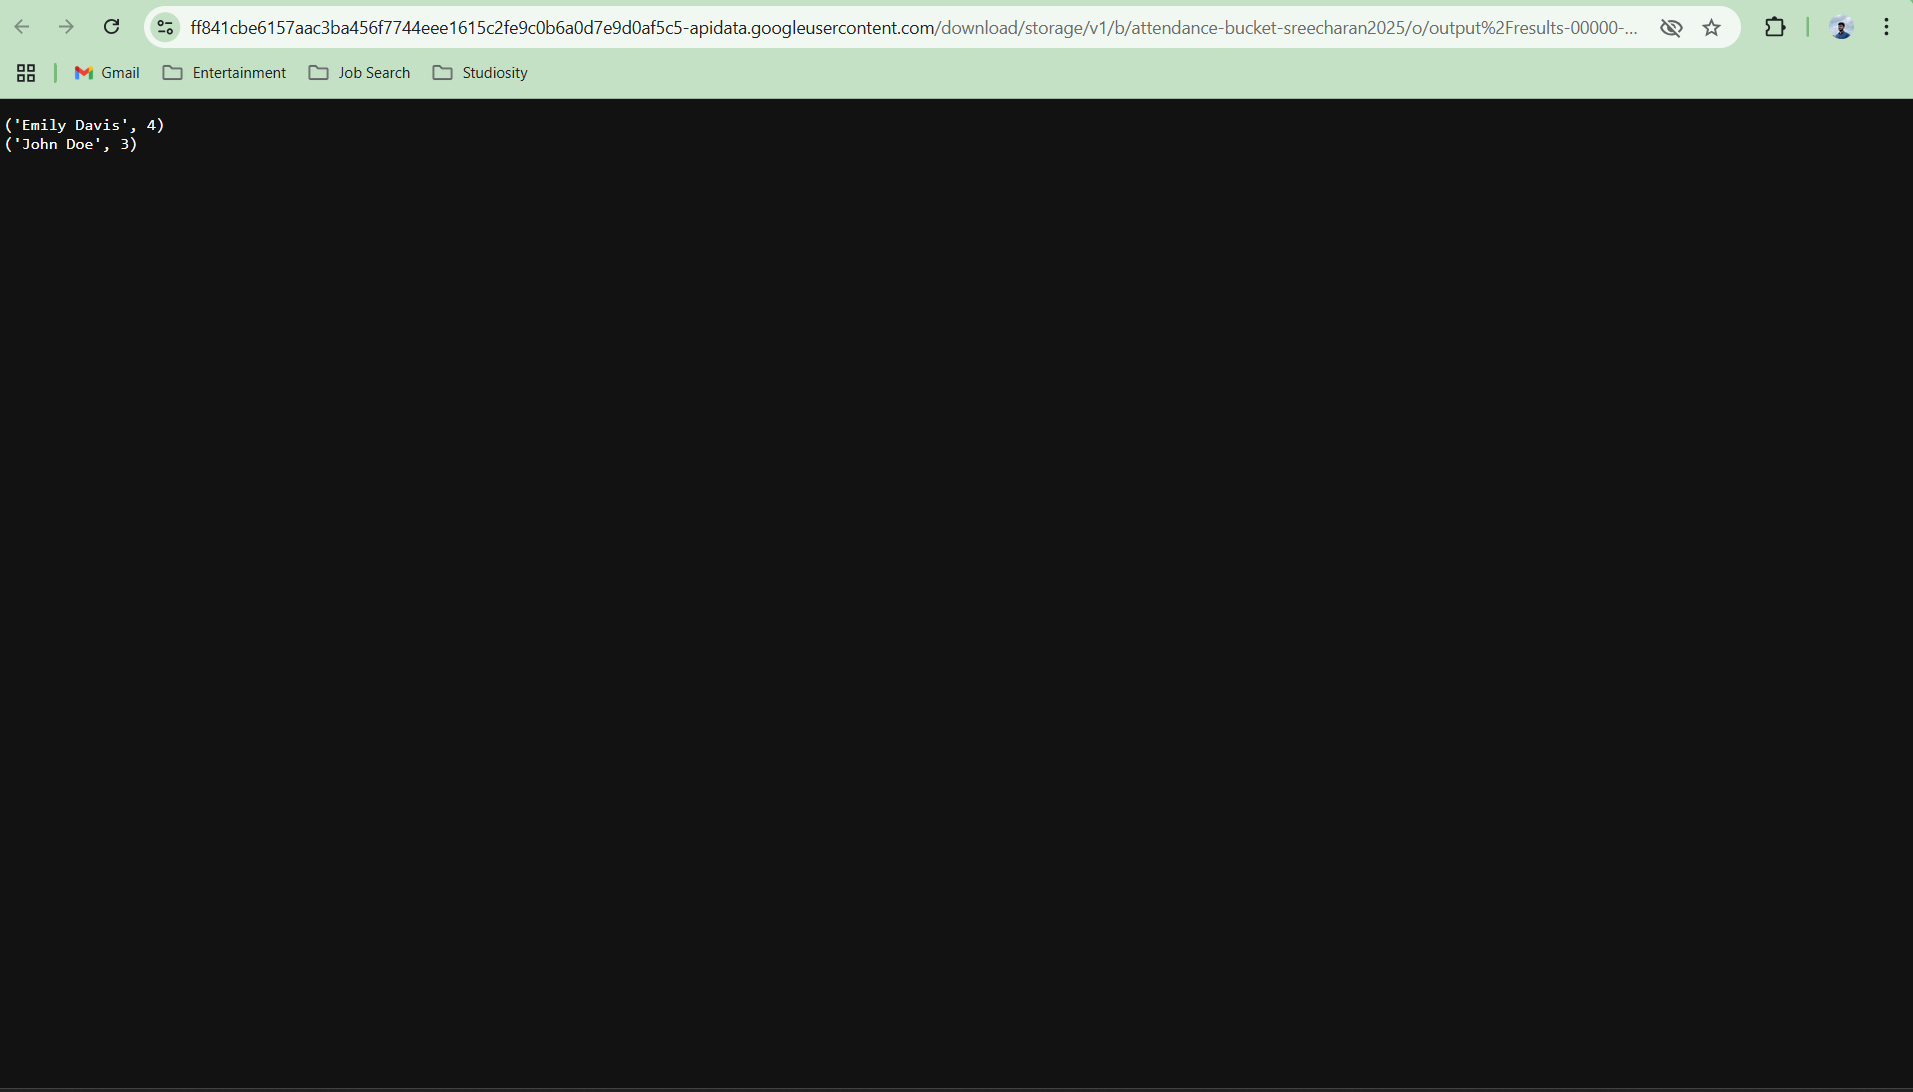 ff841cbe6157aac3ba456f7744eee1615c2fe9c0b6a0d7e9d0af5c5-apidata.googleusercontent.com/download/storage/v1/b/attendance-bucket-sreecharan2025/o/output%2Fresults-00000-...
Gmail Entertainment Job Search Studiosity
('Emily Davis', 4)
('John Doe', 3)